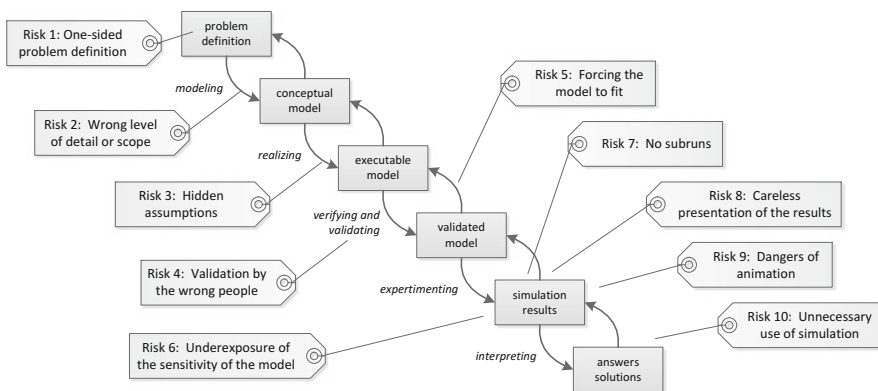 Risk 1: One-sided
problem definition
problem
definition
modeling
conceptual
model
Risk 2: Wrong level
of detail or scope
realizing
executable
model
Risk 3: Hidden
assumptions
verifying and
validating
validated
model
Risk 4: Validation by
the wrong people
expertimenting
simulation
results
Risk 5: Forcing the
model to fit
Risk 6: Underexposure of
the sensitivity of the model
interpreting
answers
solutions
Risk 7: No subruns
Risk 8: Careless
presentation of the results
Risk 9: Dangers of
animation
Risk 10: Unnecessary
use of simulation